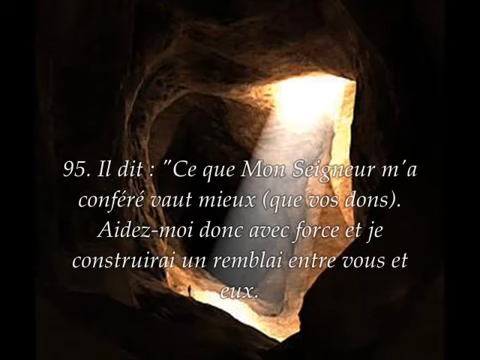 95. Il dit : "Ce que Mon Seigneur m'a
conféré vaut mieux (que vos dons).
Aidez-moi donc avec force et je
construirai un remblai entre vous et
eux.